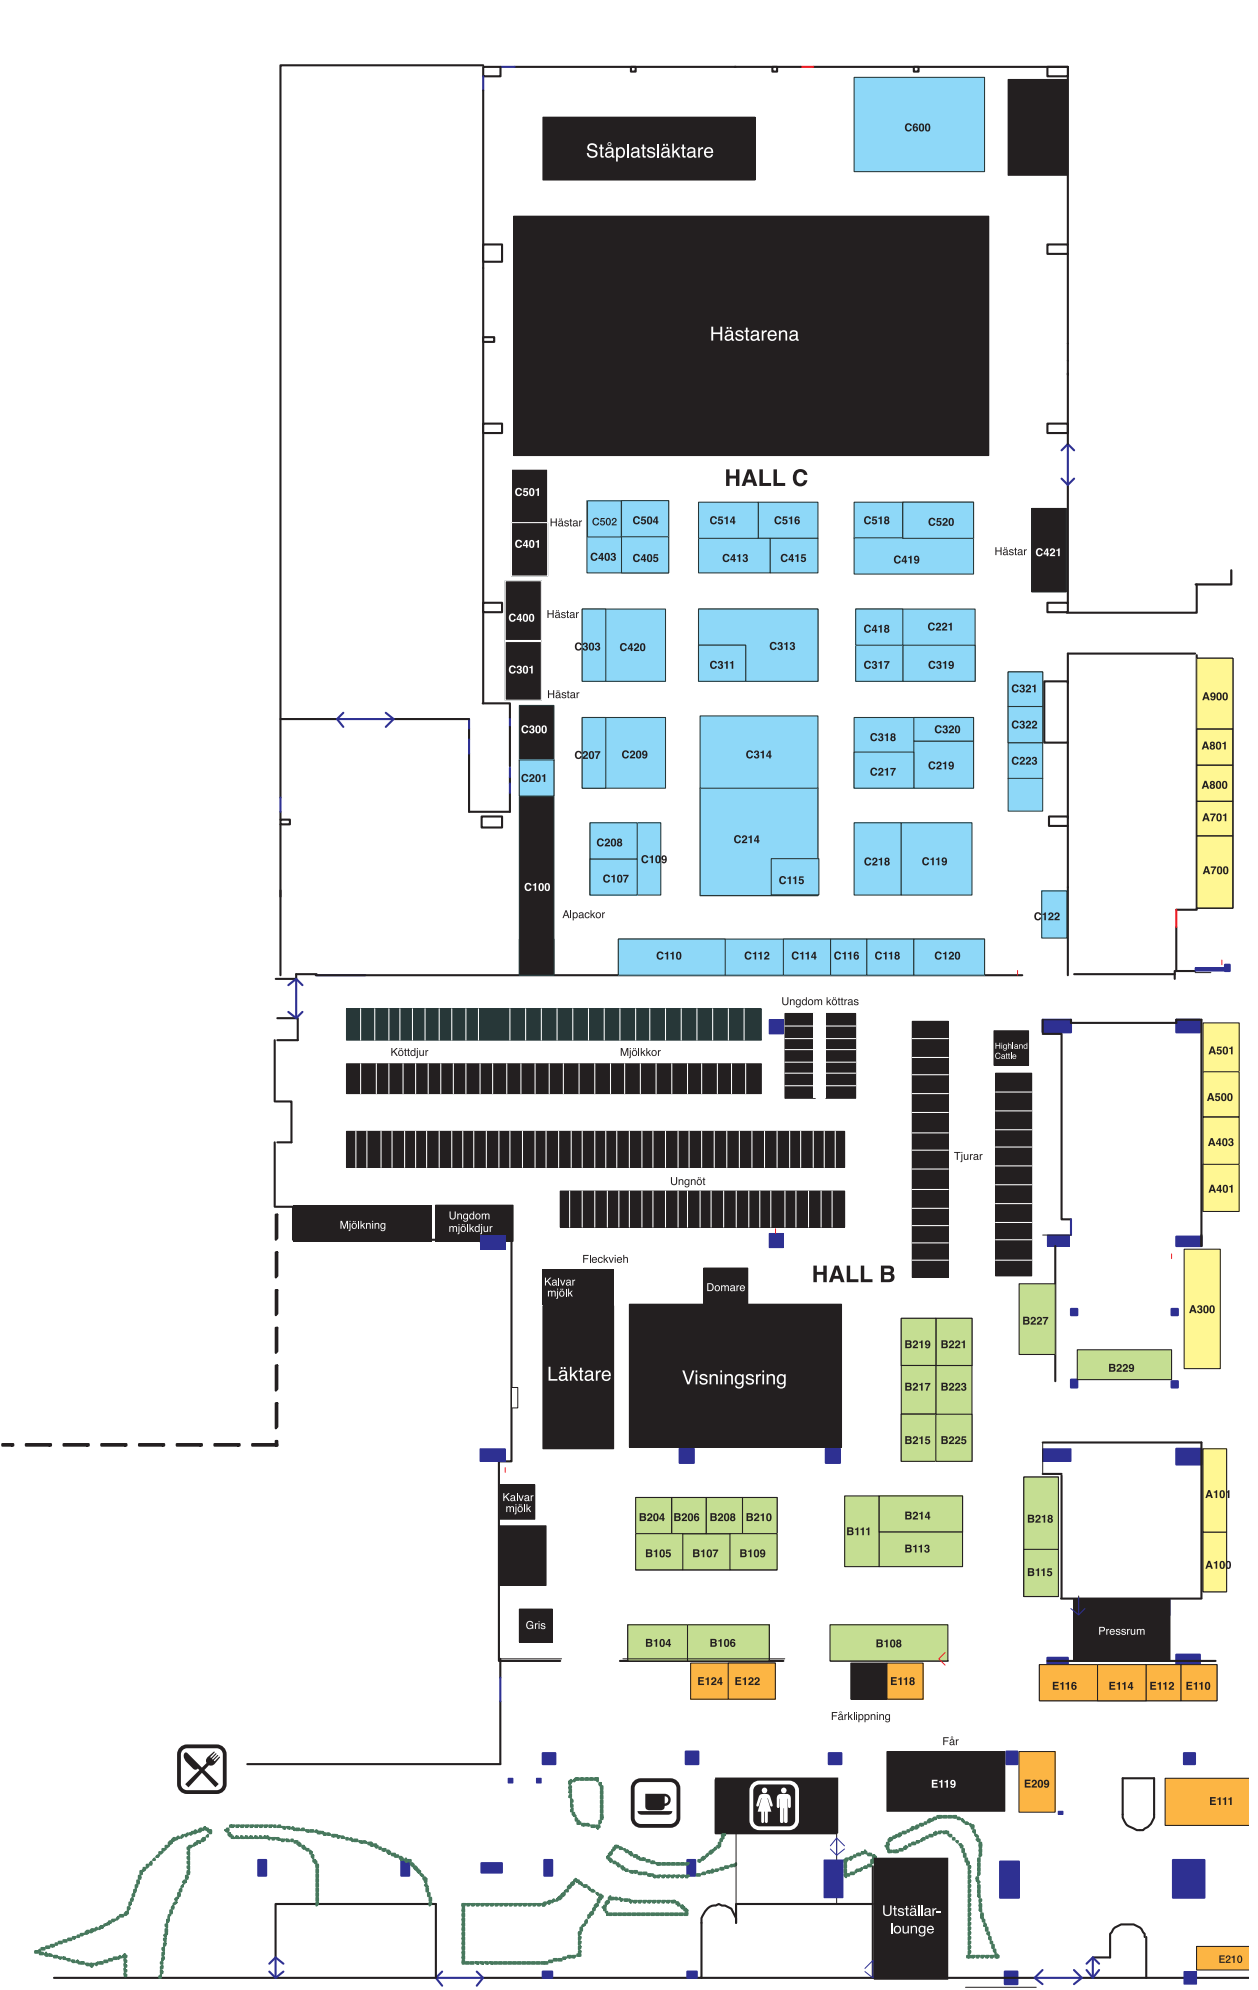 C600
Ståplatsläktare
Hästarena
HALL C
C501
Hästar
C502
C504
C514
C516
C518
C520
C401
C403
C405
C413
C415
C419
Hästar
C421
C400
Hästar
C303
C420
C313
C311
C418
C221
C317
C319
C301
Hästar
C321
C322
C223
A900
A801
A800
A701
A700
C300
C201
C207
C209
C314
C318
C320
C217
C219
C208
C109
C107
C214
C115
C218
C119
C100
Alpackor
C122
C110
C112
C114
C116
C118
C120
Ungdom köttras
Köttdjur
Mjölkkor
Highland
Cattle
A501
A500
A403
A401
Tjurar
Ungnöt
Mjölkning
Ungdom
mjölkdjur
Fleckvieh
HALL B
Kalvar
mjölk
Domare
Läktare
Visningsring
B219
B221
B217
B223
B215
B225
B227
B229
A300
Kalvar
mjölk
B204
B206
B208
B210
B105
B107
B109
B111
B214
B113
B218
B115
A101
A100
Gris
B104
B106
B108
Pressrum
E124
E122
E118
E116
E114
E112
E110
Fårklippning
Får
E119
E209
E111
Utställar-
lounge
E210